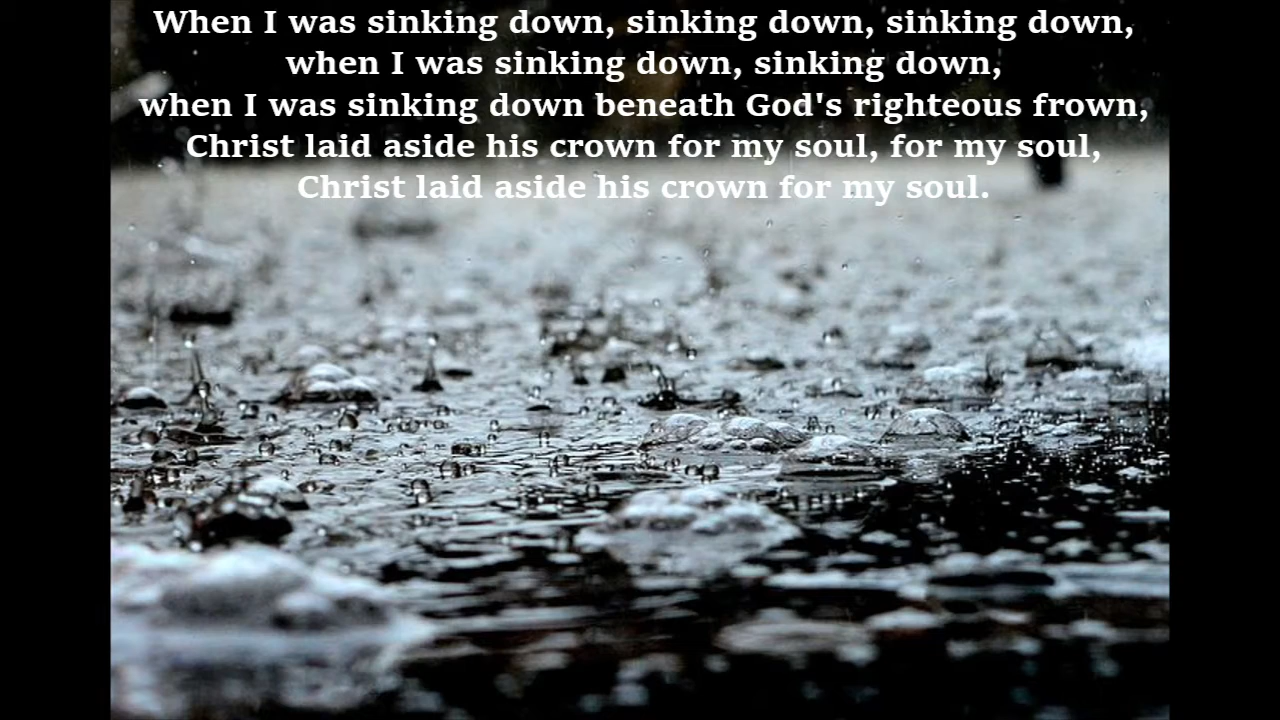 When I was sinking down, sinking down, sinking down,
when I was sinking down, sinking down,
when I was sinking down beneath God's righteous frown,
Christ laid aside his crown for my soul, for my soul,
Christ laid aside his crown for my soul.